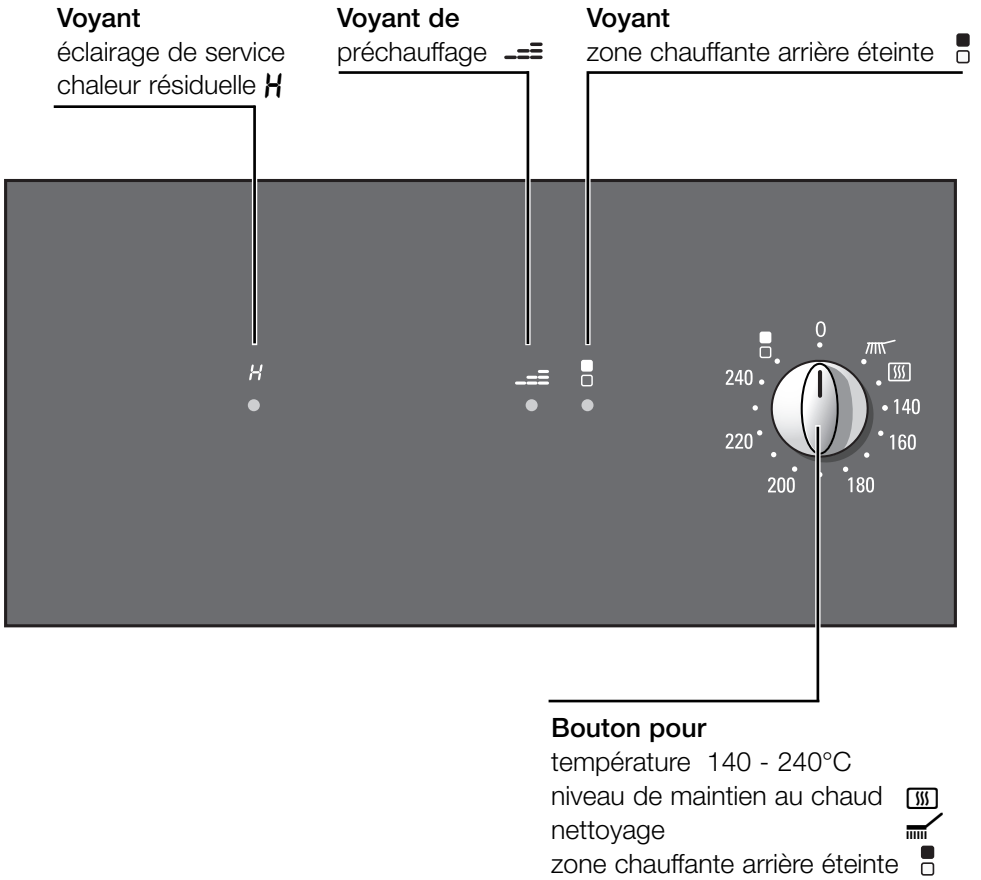 Voyant
éclairage de service
chaleur résiduelle H
Voyant de
préchauffage
Voyant
zone chauffante arrière éteinte
H
0
240
140
220
160
200
180
Bouton pour
température 140 - 240°C
niveau de maintien au chaud
nettoyage
zone chauffante arrière éteinte